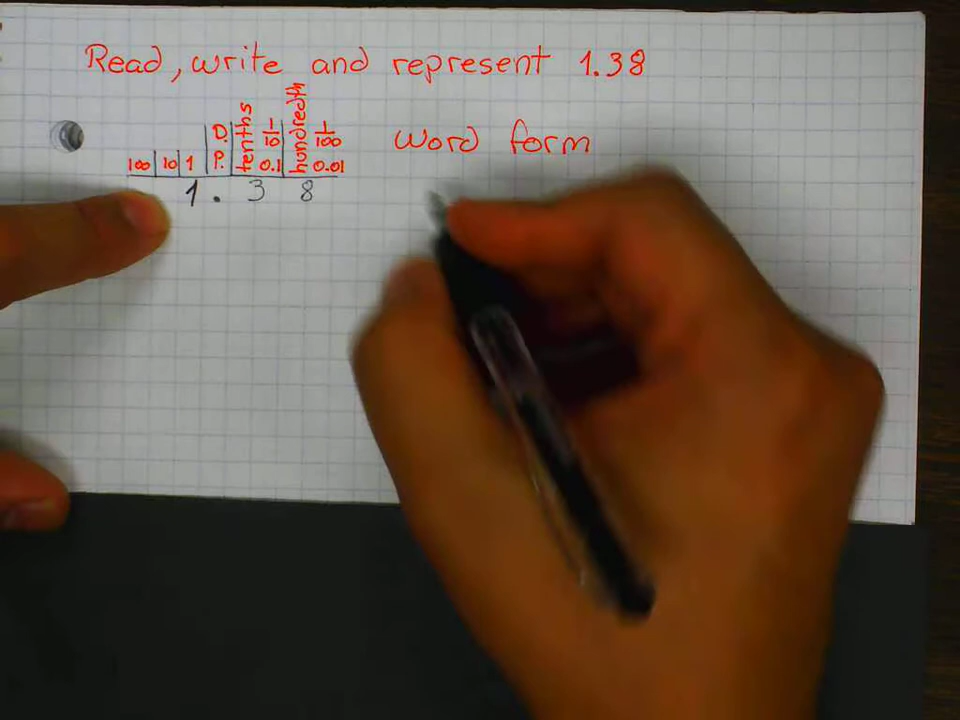 Read, write and represent 1.38
100 10 1 D.P. tenths 1/10 0.1 hundredth 1/100 0.01
1 . 3 8
Word form